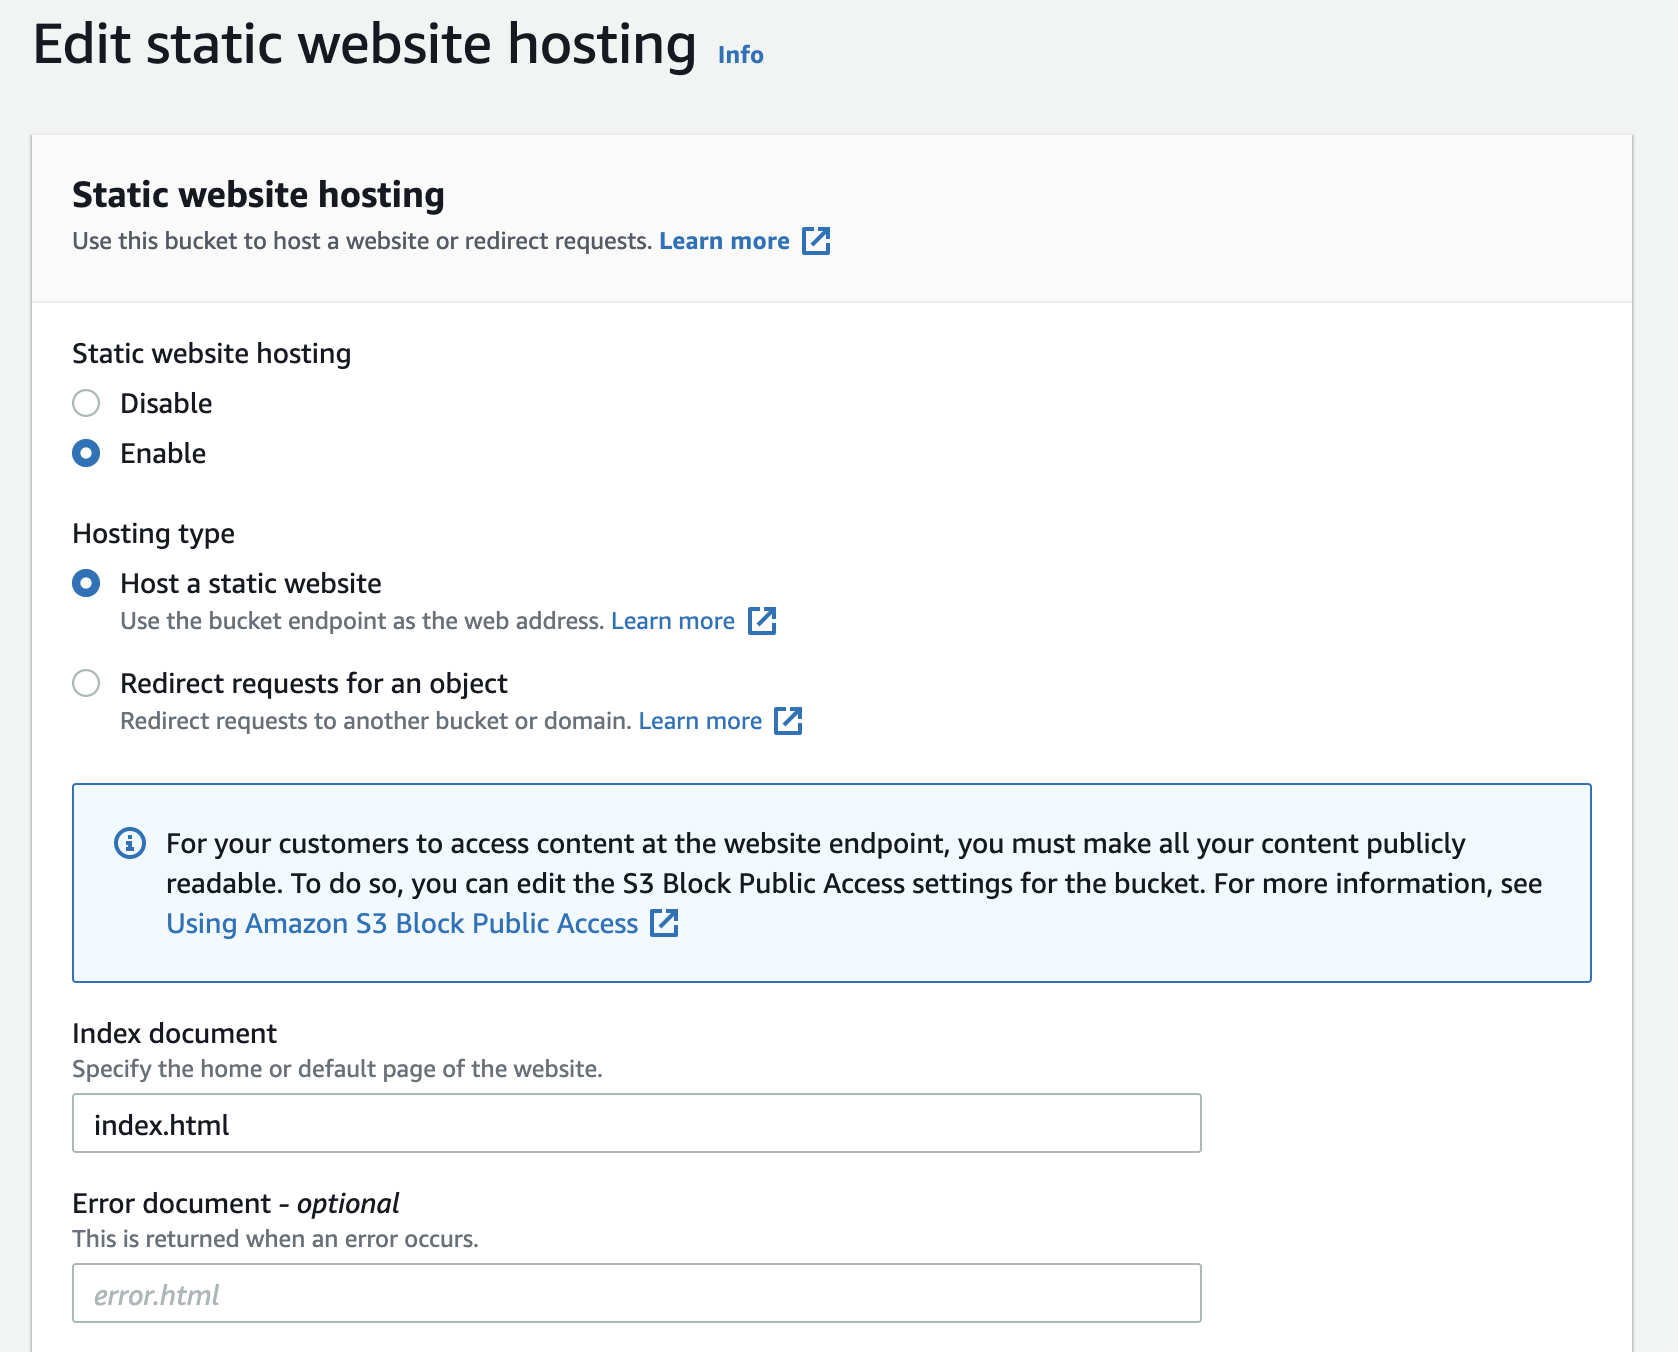 Edit static website hosting Info
Static website hosting
Use this bucket to host a website or redirect requests. Learn more
Static website hosting
Disable
Enable
Hosting type
Host a static website
Use the bucket endpoint as the web address. Learn more
Redirect requests for an object
Redirect requests to another bucket or domain. Learn more
For your customers to access content at the website endpoint, you must make all your content publicly
readable. To do so, you can edit the S3 Block Public Access settings for the bucket. For more information, see
Using Amazon S3 Block Public Access
Index document
Specify the home or default page of the website.
index.html
Error document - optional
This is returned when an error occurs.
error.html